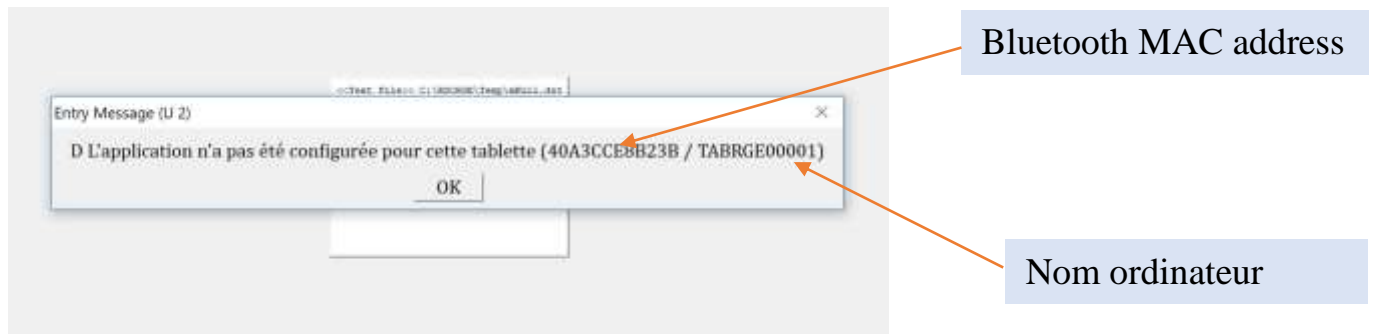 Bluetooth MAC address
Entry Message (U 2)
D L'application n'a pas été configurée pour cette tablette (40A3CCE8B23B / TABRGE00001)
OK
Nom ordinateur